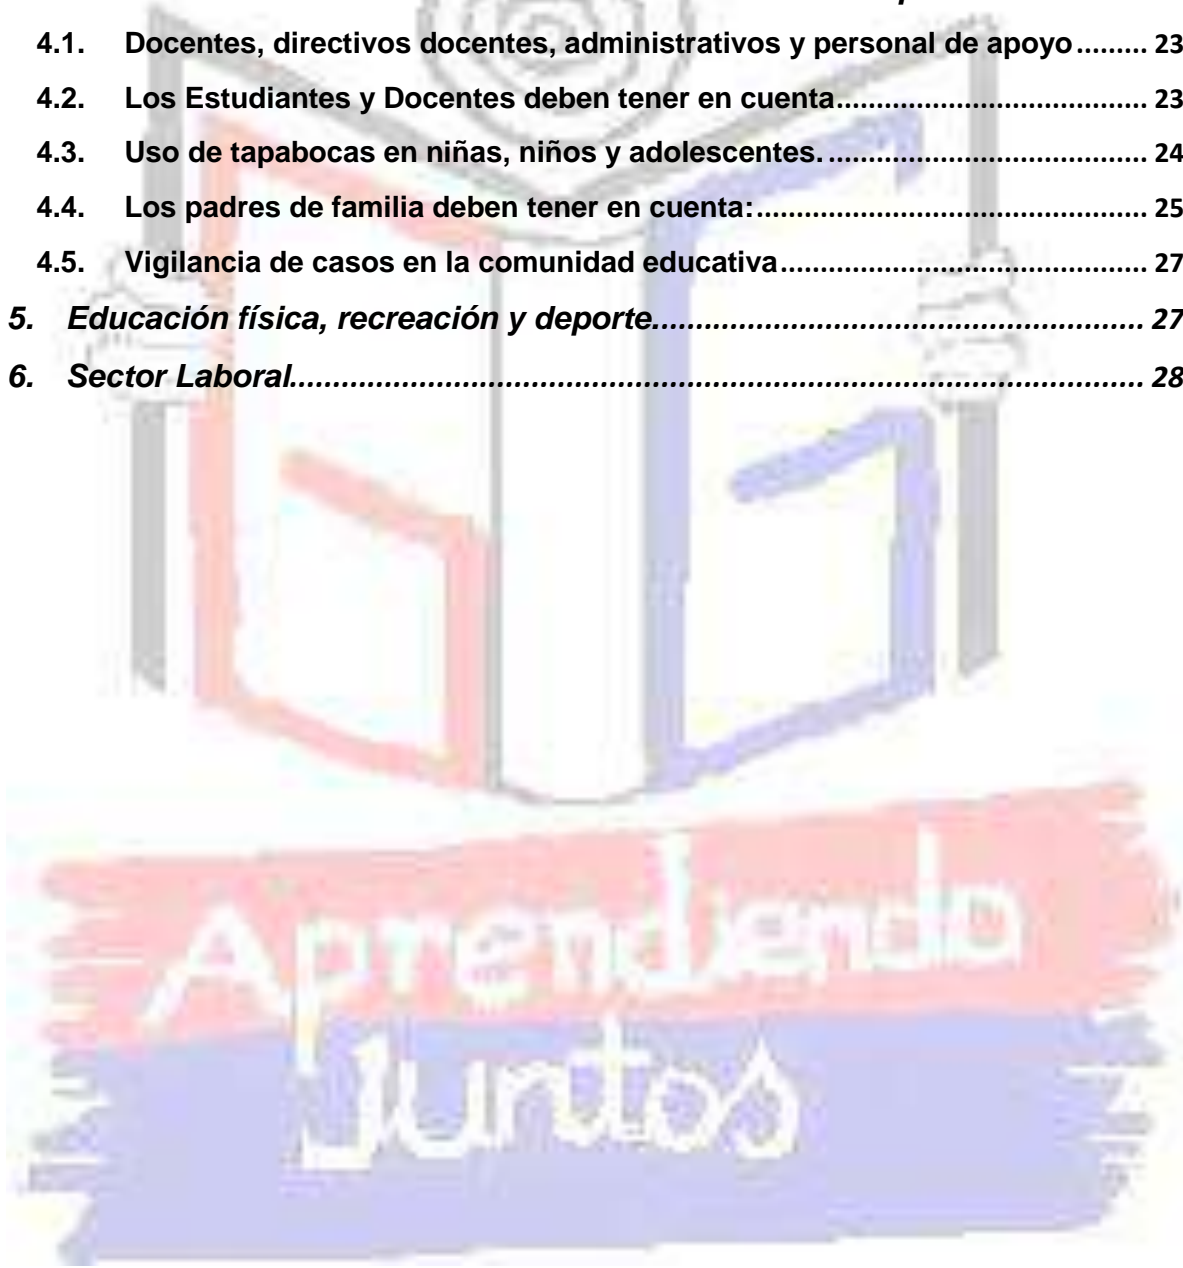 4.1. Docentes, directivos docentes, administrativos y personal de apoyo ......... 23
4.2. Los Estudiantes y Docentes deben tener en cuenta ....................................... 23
4.3. Uso de tapabocas en niñas, niños y adolescentes. ........................................ 24
4.4. Los padres de familia deben tener en cuenta: ................................................. 25
4.5. Vigilancia de casos en la comunidad educativa .............................................. 27
5. Educación física, recreación y deporte............................................................ 27
6. Sector Laboral......................................................................................................... 28
Aprendiendo
Juntos